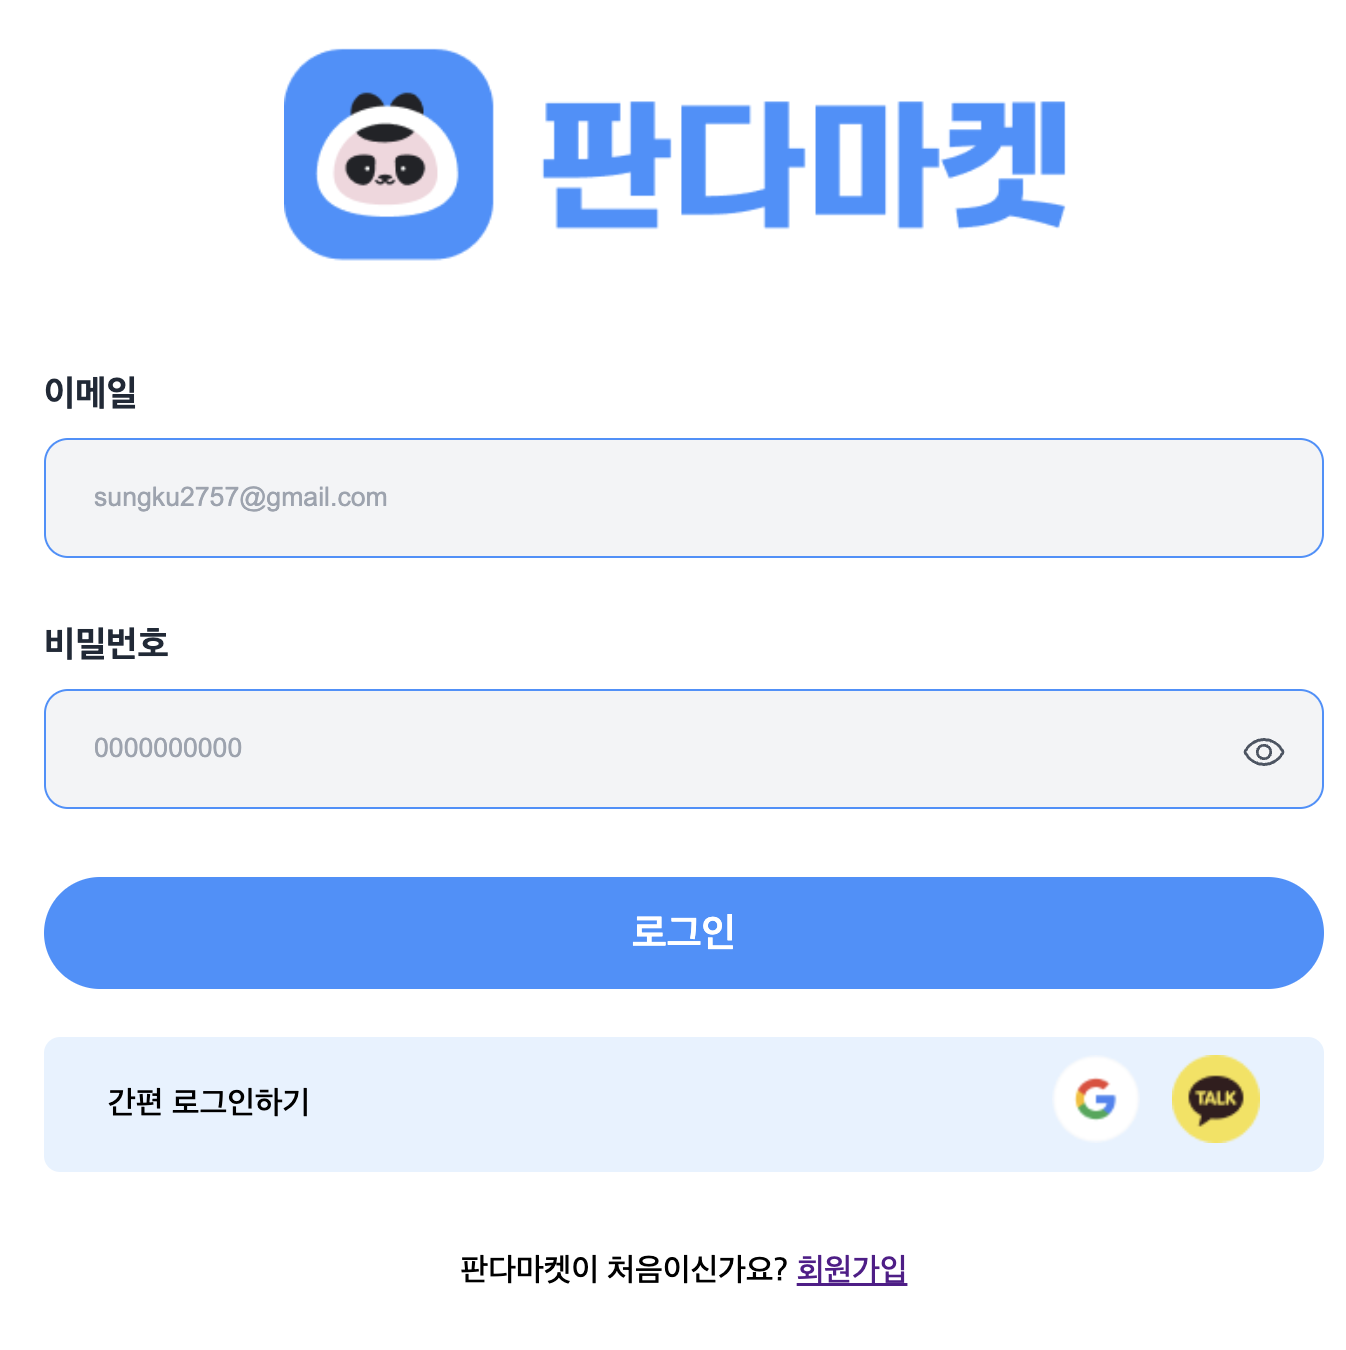 판다마켓
이메일
sungku2757@gmail.com
비밀번호
0000000000
로그인
간편 로그인하기
G
TALK
판다마켓이 처음이신가요? 회원가입